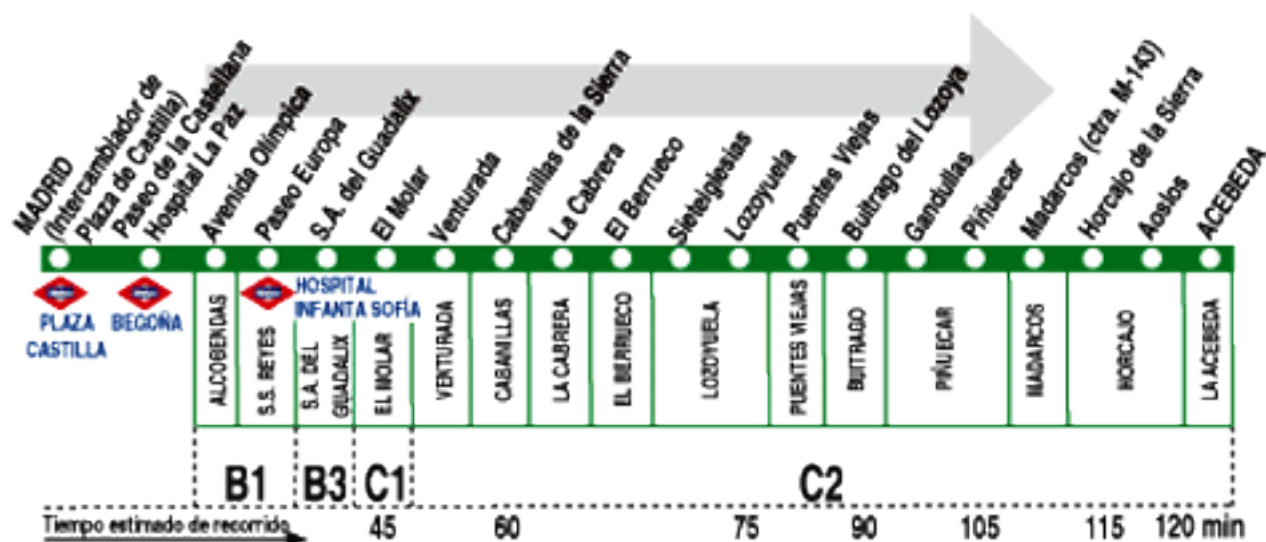 MADRID
(Intercambiador de
Plaza de Castilla)
Paseo de la Castellana
Hospital La Paz
Avenida Olímpica
Paseo Europa
S.A. del Guadalix
El Molar
Venturada
Cabanillas de la Sierra
La Cabrera
El Berrueco
Sieteiglesias
Lozoyuela
Puentes Viejas
Buitrago del Lozoya
Gandullas
Piñuecar
Madarcos (ctra. M-143)
Horcajo de la Sierra
Aoslos
ACEBEDA
PLAZA
CASTILLA
BEGOÑA
HOSPITAL
INFANTA SOFÍA
ALCOBENDAS
S.S. REYES
S.A. DEL
GUADALIX
EL MOLAR
VENTURADA
CABANILLAS
LA CABRERA
EL BERRUECO
LOZOYUELA
PUENTES VIEJAS
BUITRAGO
PIÑUECAR
MADARCOS
HORCAJO
LA ACEBEDA
B1
B3
C1
C2
Tiempo estimado de recorrido
45
60
75
90
105
115
120 min